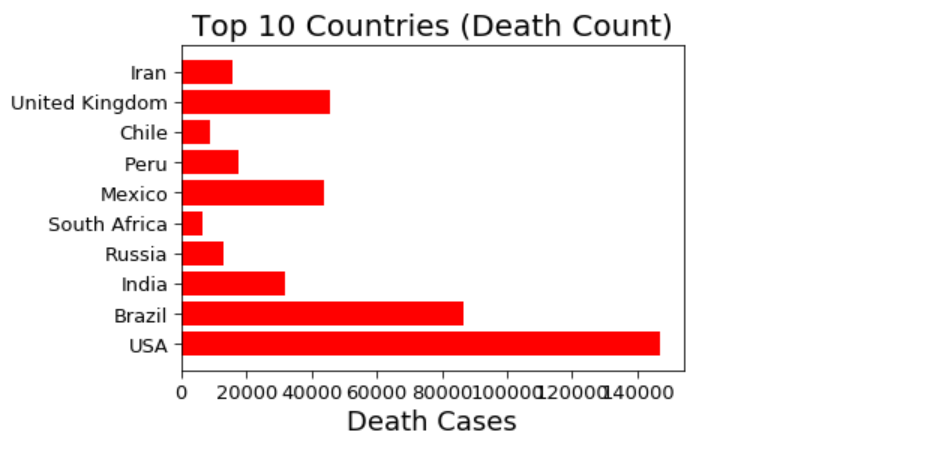 Top 10 Countries (Death Count)
Iran
United Kingdom
Chile
Peru
Mexico
South Africa
Russia
India
Brazil
USA
0 20000 40000 60000 80000 100000 120000 140000
Death Cases